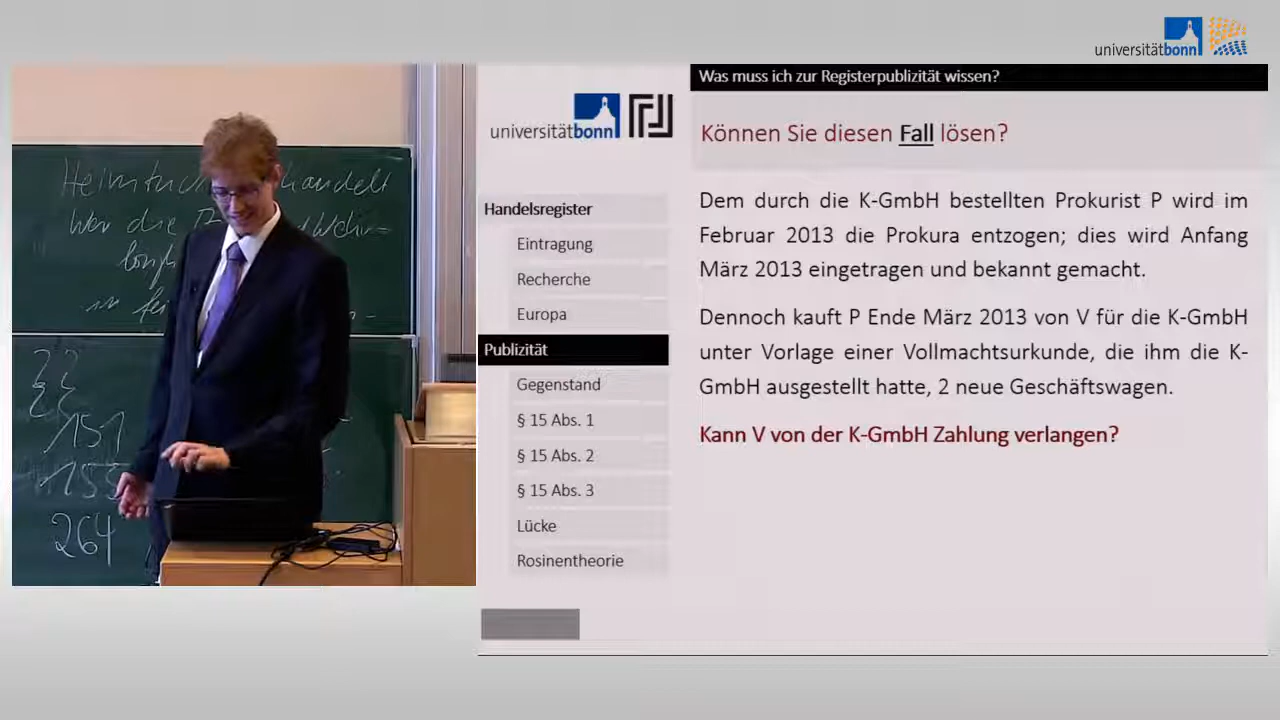 universitätbonn
Was muss ich zur Registerpublizität wissen?
universitätbonn
Können Sie diesen Fall lösen?
Handelsregister
Eintragung
Recherche
Europa
Publizität
Gegenstand
§ 15 Abs. 1
§ 15 Abs. 2
§ 15 Abs. 3
Lücke
Rosinentheorie
Dem durch die K-GmbH bestellten Prokurist P wird im
Februar 2013 die Prokura entzogen; dies wird Anfang
März 2013 eingetragen und bekannt gemacht.
Dennoch kauft P Ende März 2013 von V für die K-GmbH
unter Vorlage einer Vollmachtsurkunde, die ihm die K-
GmbH ausgestellt hatte, 2 neue Geschäftswagen.
Kann V von der K-GmbH Zahlung verlangen?
die
151
155
264